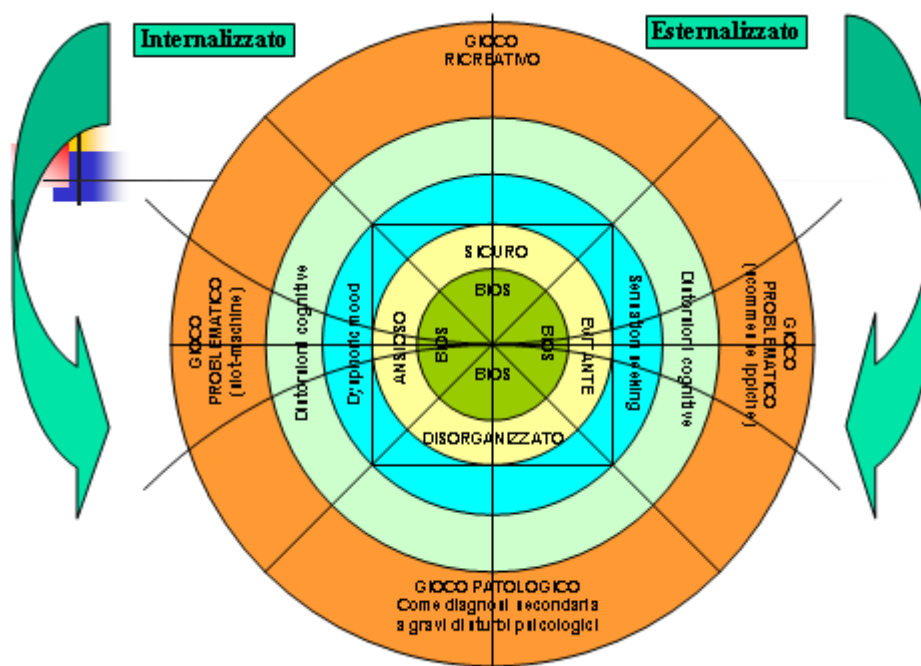 Internalizzato
Esternalizzato
GIOCO
RICREATIVO
SICURO
BIOS
GIOCO
PROBLEMATICO
(slot-machine)
Distorsioni cognitive
Dysphoric mood
ANSIOSO
BIOS
BIOS
EVITANTE
Sensation seeking
Distorsioni cognitive
GIOCO
PROBLEMATICO
(scommesse ippiche)
BIOS
DISORGANIZZATO
GIOCO PATOLOGICO
Come diagnosi secondaria
a gravi disturbi psicologici